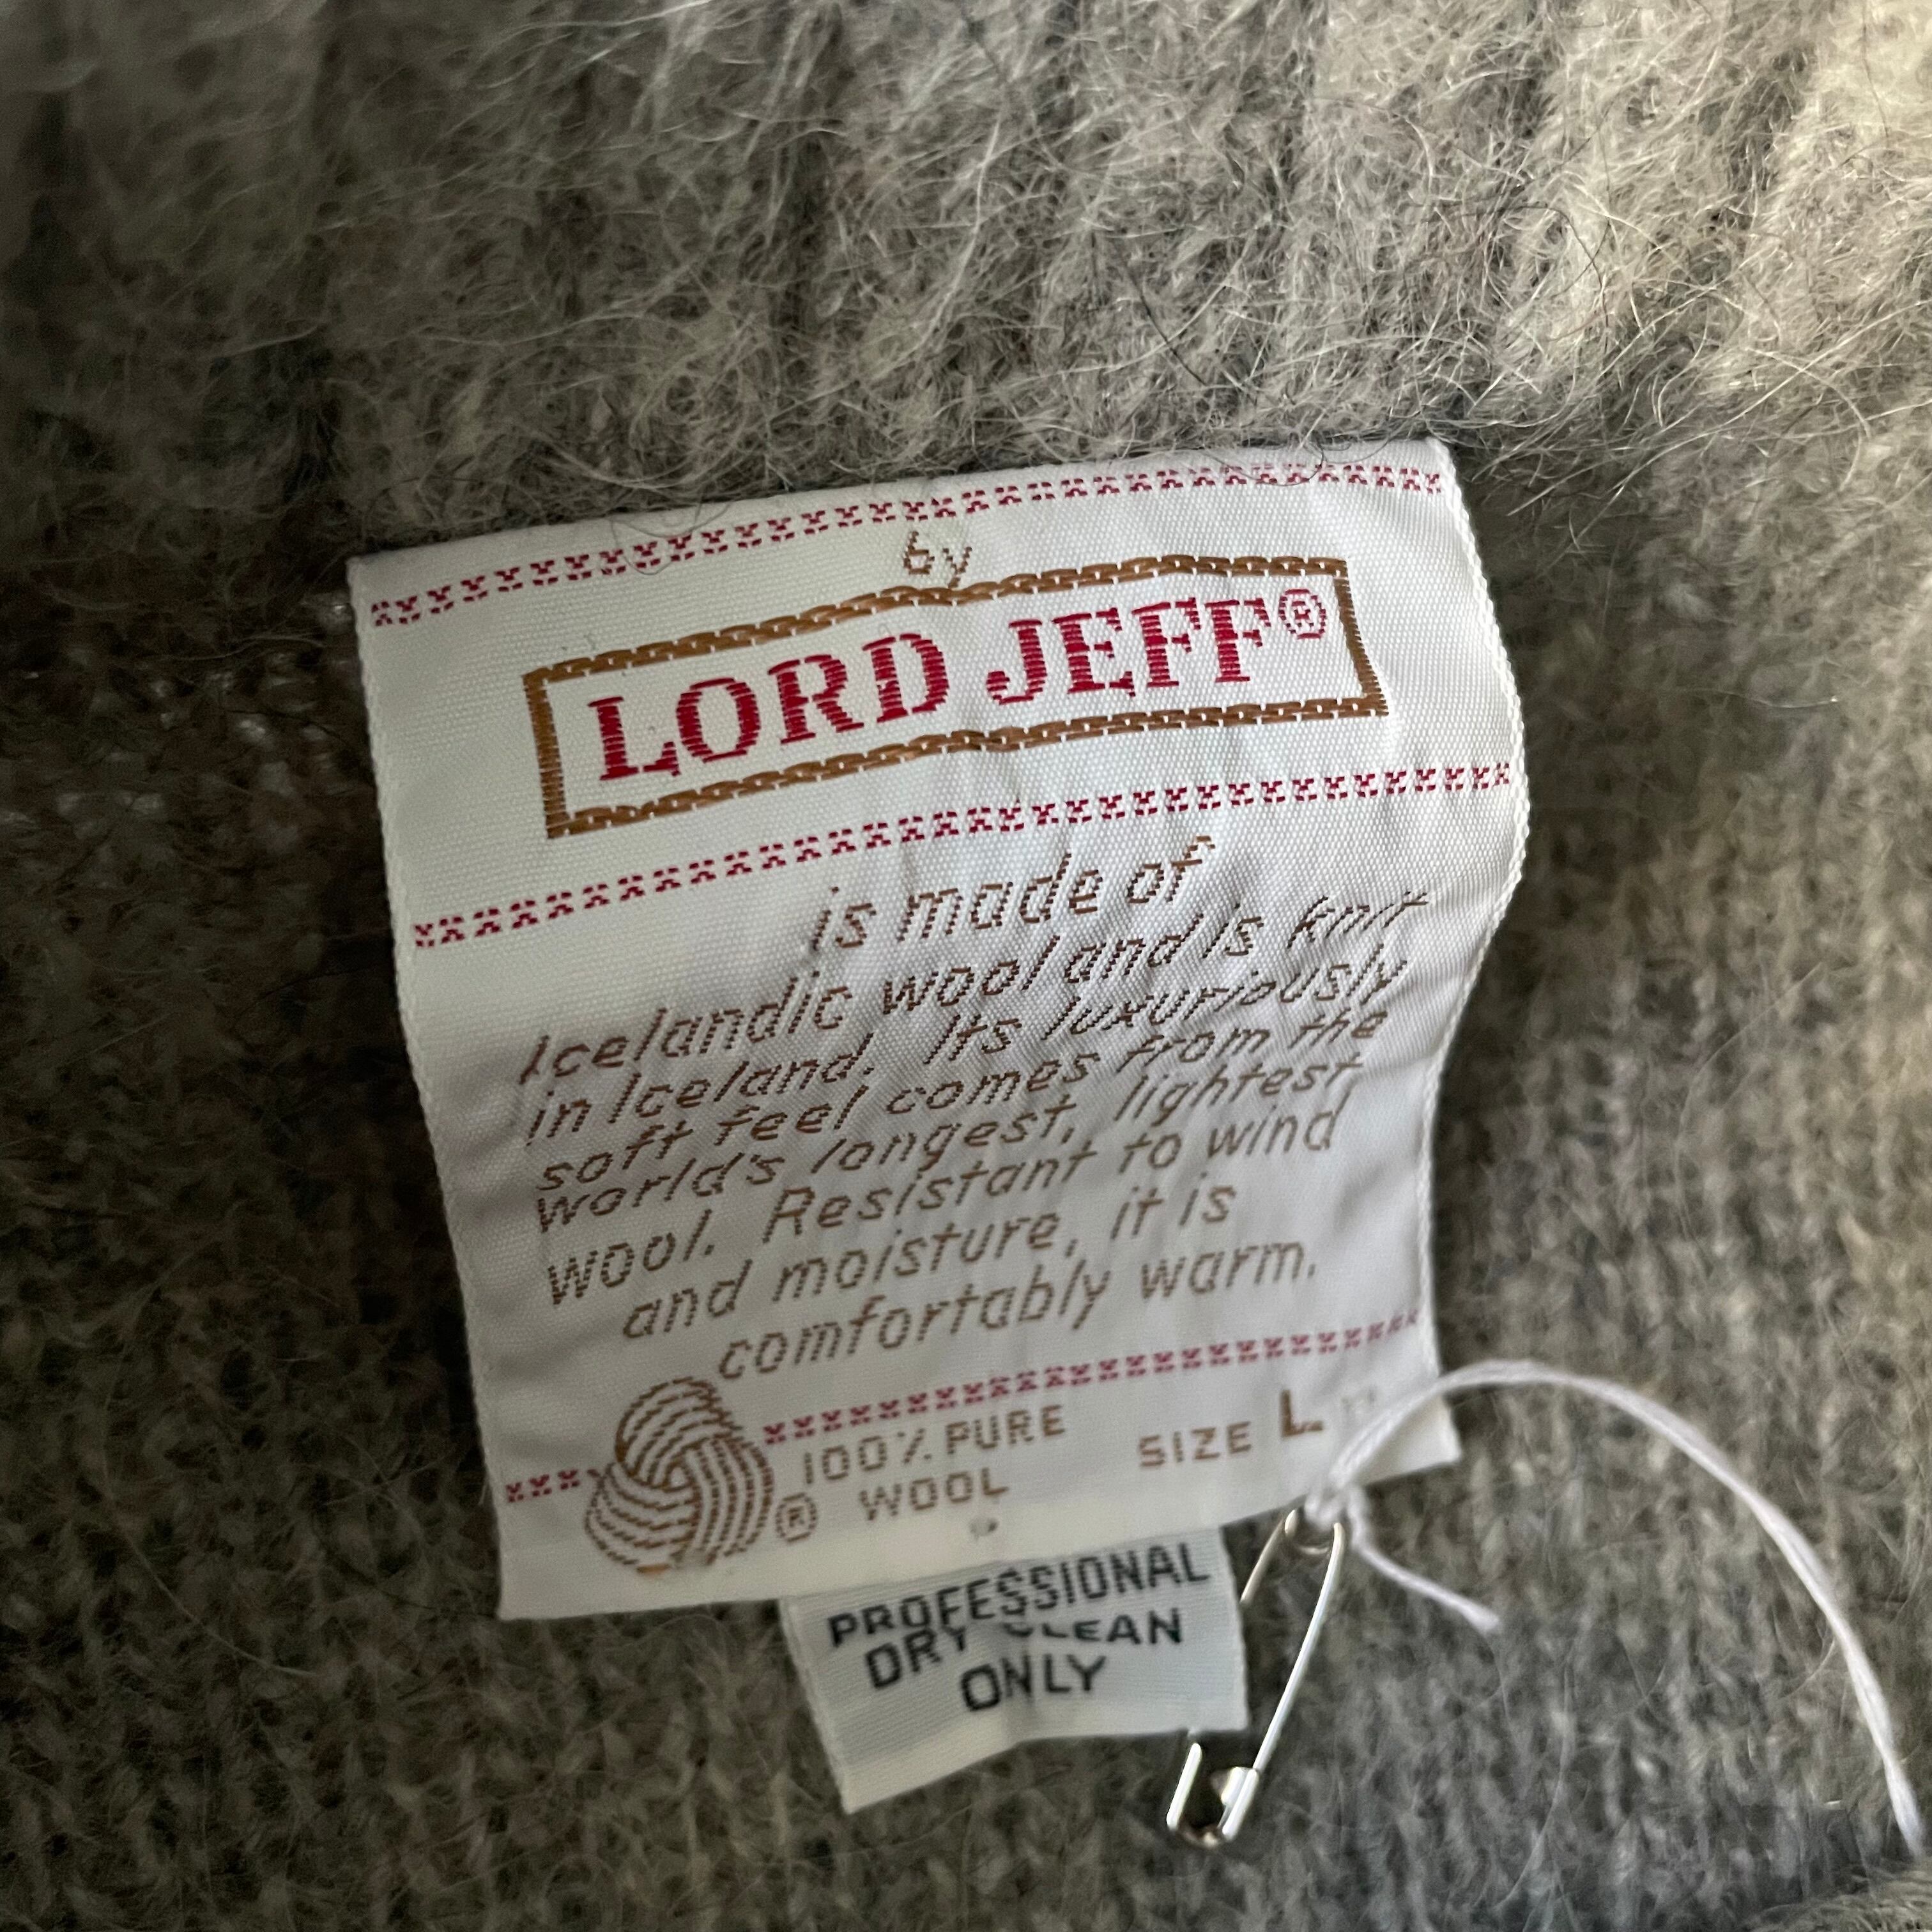 by
LORD JEFF®
is made of
Icelandic wool and is knit
in Iceland. Its luxuriously
soft feel comes from the
world's longest, lightest
wool. Resistant to wind
and moisture, it is
comfortably warm.
® 100% PURE WOOL
SIZE L
PROFESSIONAL
DRY CLEAN
ONLY